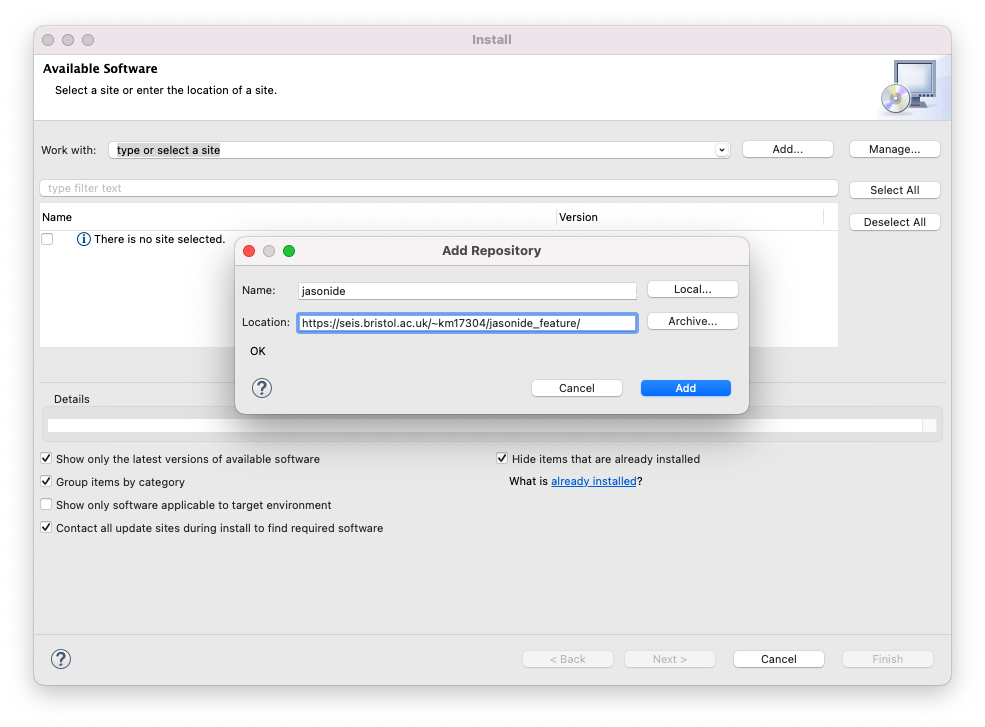 Install
Available Software
Select a site or enter the location of a site.
Work with: type or select a site Add... Manage...
type filter text Select All
Name Version Deselect All
There is no site selected.
Add Repository
Name: jasonide Local...
Location: https://seis.bristol.ac.uk/~km17304/jasonide_feature/ Archive...
OK
? Cancel Add
Details
Show only the latest versions of available software Hide items that are already installed
Group items by category What is already installed?
Show only software applicable to target environment
Contact all update sites during install to find required software
? < Back Next > Cancel Finish